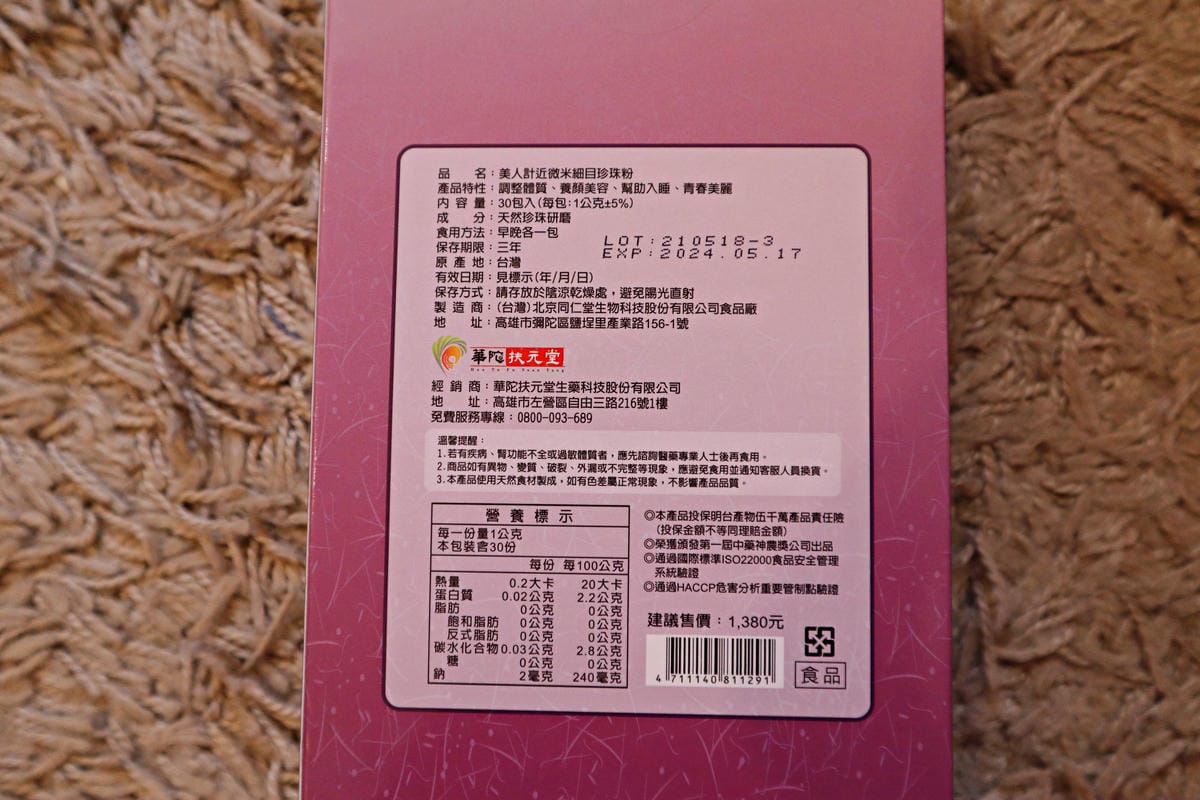 品名：美人計近微米細目珍珠粉
產品特性：調整體質、養顏美容、幫助入睡、青春美麗
內容量：30包入(每包：1公克±5%)
成分：天然珍珠研磨
食用方法：早晚各一包
保存期限：三年
原產地：台灣
LOT:210518-3
EXP:2024.05.17
有效日期：見標示(年/月/日)
保存方式：請存放於陰涼乾燥處，避免陽光直射
製造商：(台灣)北京同仁堂生物科技股份有限公司食品廠
地址：高雄市彌陀區鹽埕里產業路156-1號
華陀扶元堂
Hua To Fu Yuan Tang
經銷商：華陀扶元堂生藥科技股份有限公司
地址：高雄市左營區自由三路216號1樓
免費服務專線：0800-093-689
溫馨提醒：
1.若有疾病、腎功能不全或過敏體質者，應先諮詢醫藥專業人士後再食用。
2.商品如有異物、變質、破裂、外漏或不完整等現象，應避免食用並通知客服人員換貨。
3.本產品使用天然食材製成，如有色差屬正常現象，不影響產品品質。
營養標示
每一份量1公克
本包裝含30份
每份 每100公克
熱量 0.2大卡 20大卡
蛋白質 0.02公克 2.2公克
脂肪 0公克 0公克
飽和脂肪 0公克 0公克
反式脂肪 0公克 0公克
碳水化合物 0.03公克 2.8公克
糖 0公克 0公克
鈉 2毫克 240毫克
◎本產品投保明台產物伍千萬產品責任險
(投保金額不等同理賠金額)
◎榮獲頒發第一屆中藥神農獎公司出品
◎通過國際標準ISO22000食品安全管理
系統驗證
◎通過HACCP危害分析重要管制點驗證
建議售價：1,380元
4 711140 811291
食品